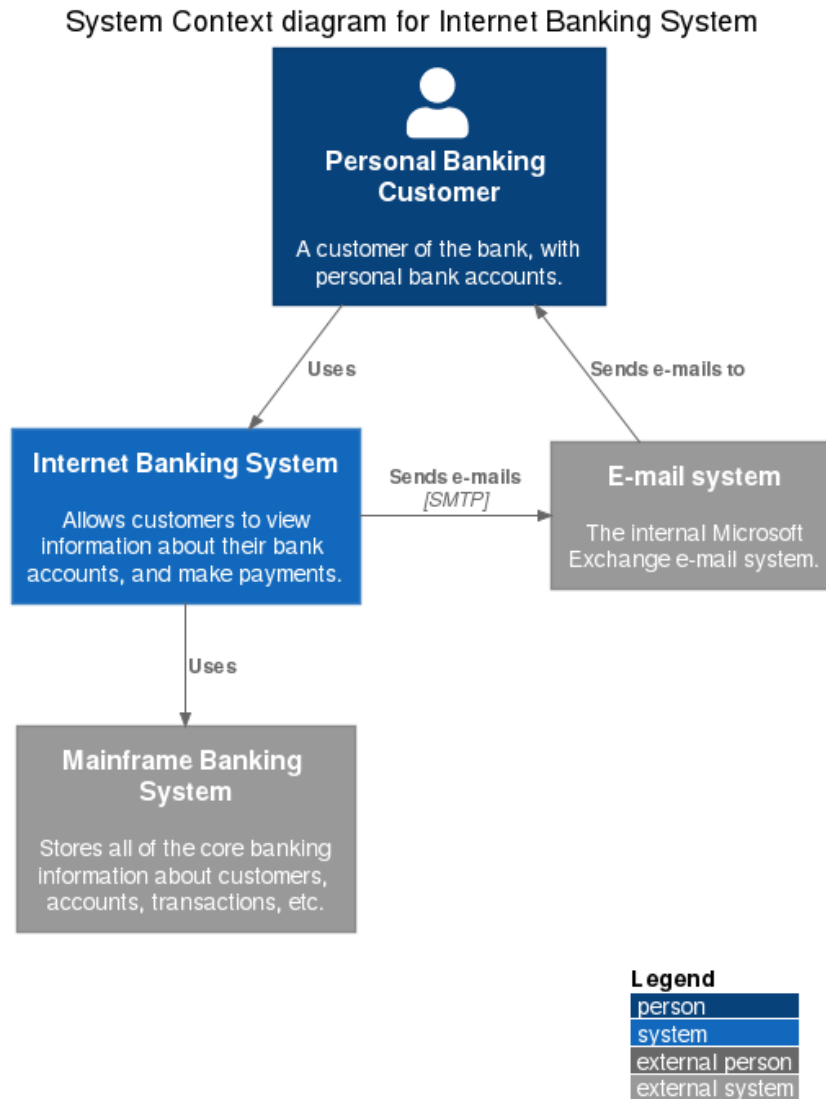 System Context diagram for Internet Banking System
Personal Banking
Customer
A customer of the bank, with
personal bank accounts.
Uses
Sends e-mails to
Internet Banking System
Allows customers to view
information about their bank
accounts, and make payments.
Sends e-mails
[SMTP]
E-mail system
The internal Microsoft
Exchange e-mail system.
Uses
Mainframe Banking
System
Stores all of the core banking
information about customers,
accounts, transactions, etc.
Legend
person
system
external person
external system